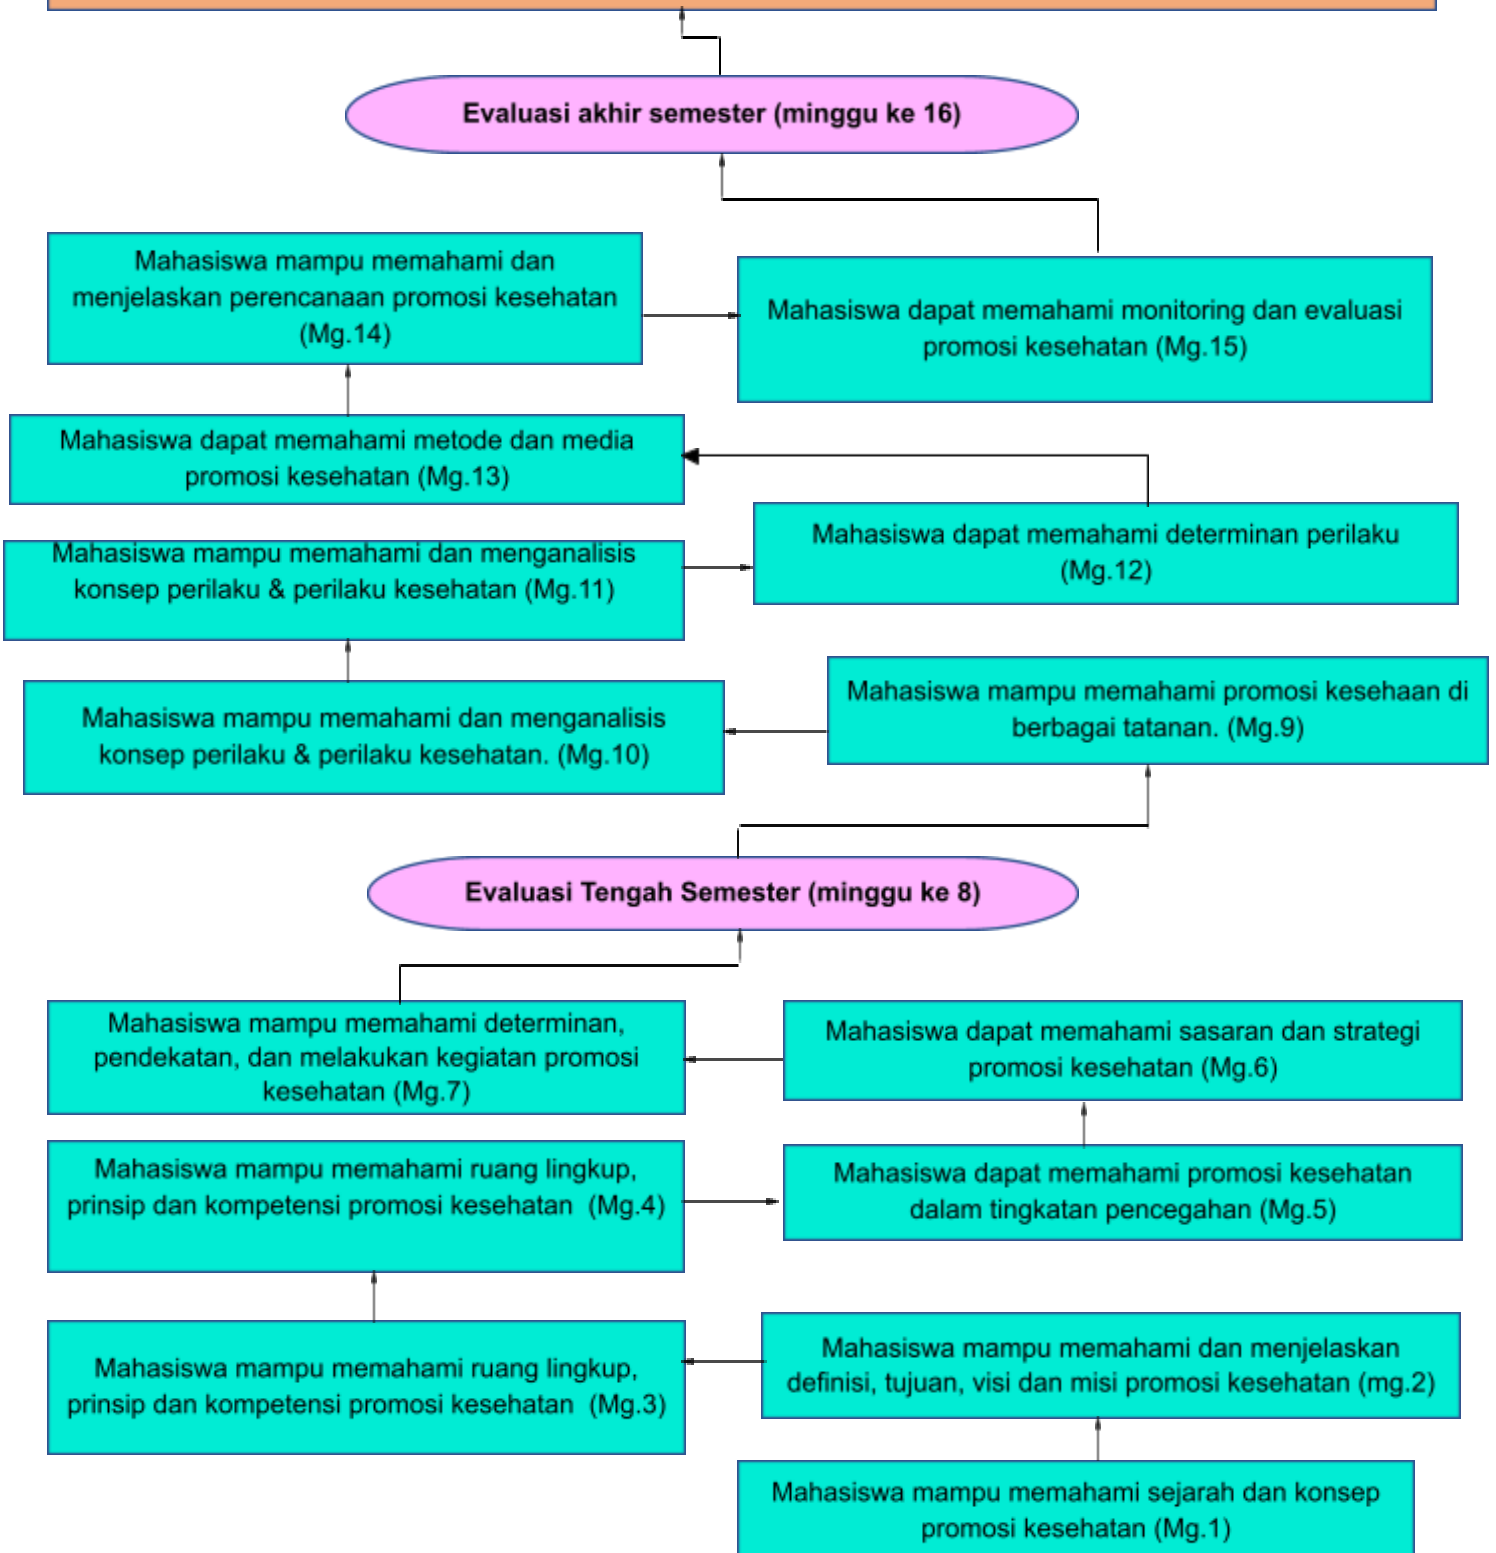 Evaluasi akhir semester (minggu ke 16)
Mahasiswa mampu memahami dan
menjelaskan perencanaan promosi kesehatan
(Mg.14)
Mahasiswa dapat memahami monitoring dan evaluasi
promosi kesehatan (Mg.15)
Mahasiswa dapat memahami metode dan media
promosi kesehatan (Mg.13)
Mahasiswa dapat memahami determinan perilaku
(Mg.12)
Mahasiswa mampu memahami dan menganalisis
konsep perilaku & perilaku kesehatan (Mg.11)
Mahasiswa mampu memahami promosi kesehaan di
berbagai tatanan. (Mg.9)
Mahasiswa mampu memahami dan menganalisis
konsep perilaku & perilaku kesehatan. (Mg.10)
Evaluasi Tengah Semester (minggu ke 8)
Mahasiswa mampu memahami determinan,
pendekatan, dan melakukan kegiatan promosi
kesehatan (Mg.7)
Mahasiswa dapat memahami sasaran dan strategi
promosi kesehatan (Mg.6)
Mahasiswa mampu memahami ruang lingkup,
prinsip dan kompetensi promosi kesehatan  (Mg.4)
Mahasiswa dapat memahami promosi kesehatan
dalam tingkatan pencegahan (Mg.5)
Mahasiswa mampu memahami ruang lingkup,
prinsip dan kompetensi promosi kesehatan  (Mg.3)
Mahasiswa mampu memahami dan menjelaskan
definisi, tujuan, visi dan misi promosi kesehatan (mg.2)
Mahasiswa mampu memahami sejarah dan konsep
promosi kesehatan (Mg.1)